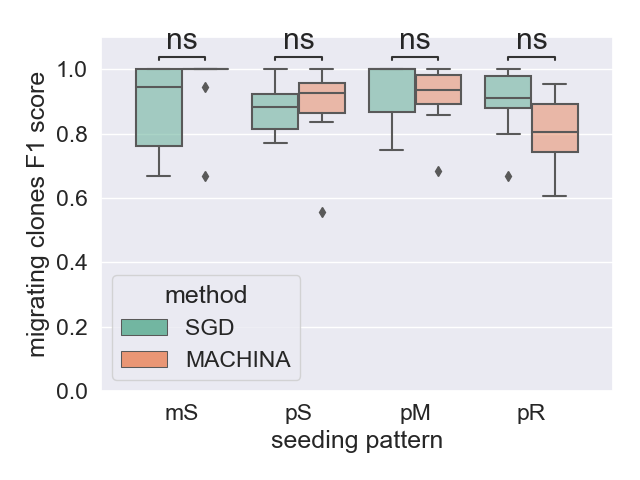 ns ns ns ns
1.0
0.8
0.6
0.4
0.2
0.0
migrating clones F1 score
method
SGD
MACHINA
mS pS pM pR
seeding pattern